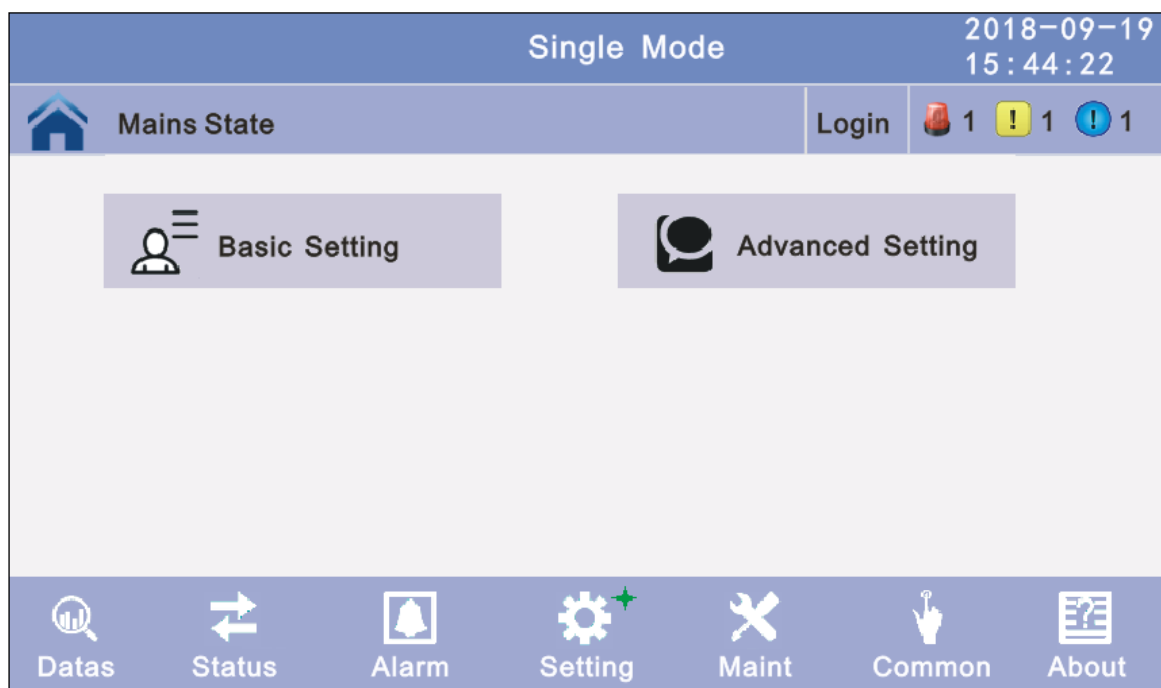 Single Mode
2018-09-19
15:44:22
Mains State
Login
1
1
1
Basic Setting
Advanced Setting
Datas
Status
Alarm
Setting
Maint
Common
About